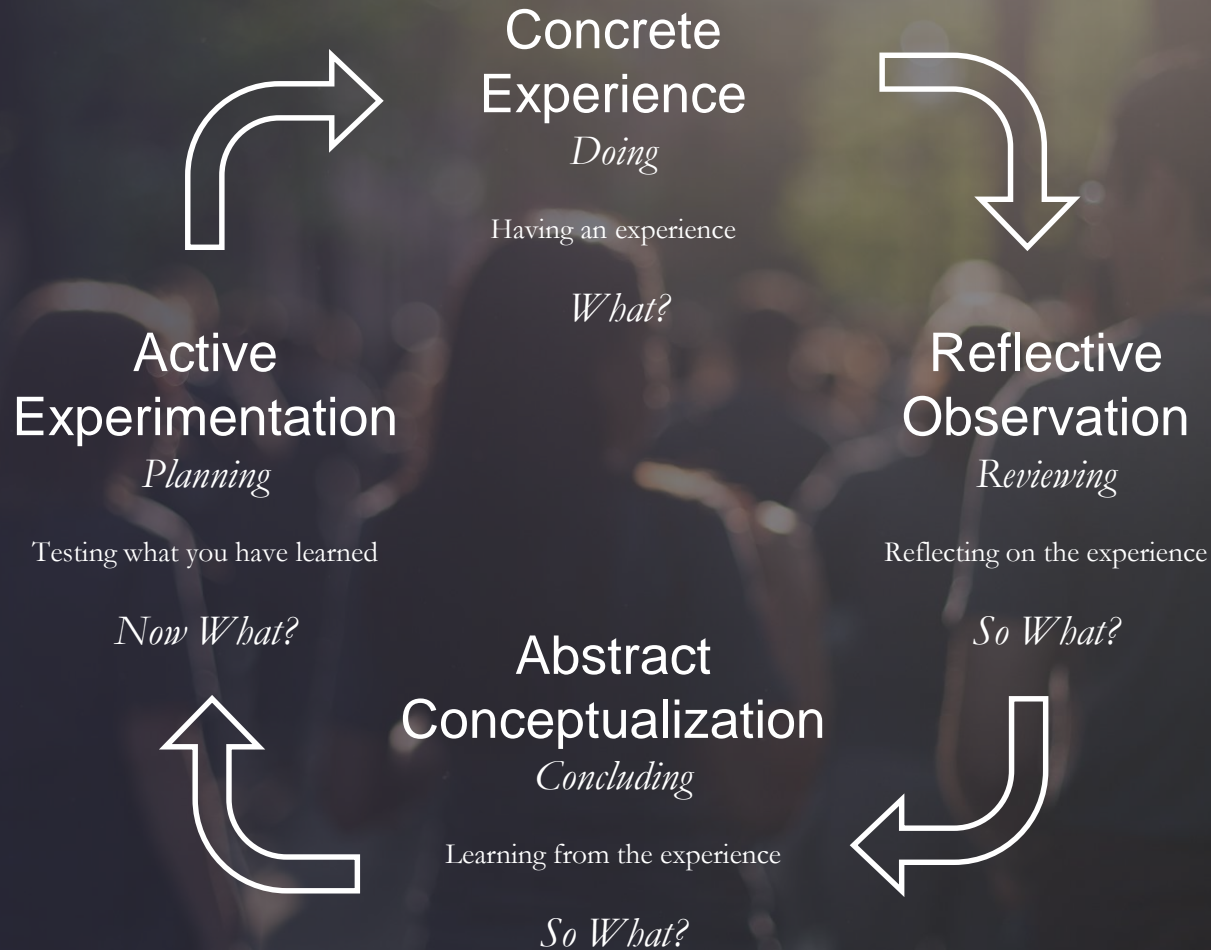 Concrete
Experience
Doing
Having an experience
What?
Reflective
Observation
Reviewing
Reflecting on the experience
So What?
Abstract
Conceptualization
Concluding
Learning from the experience
So What?
Active
Experimentation
Planning
Testing what you have learned
Now What?